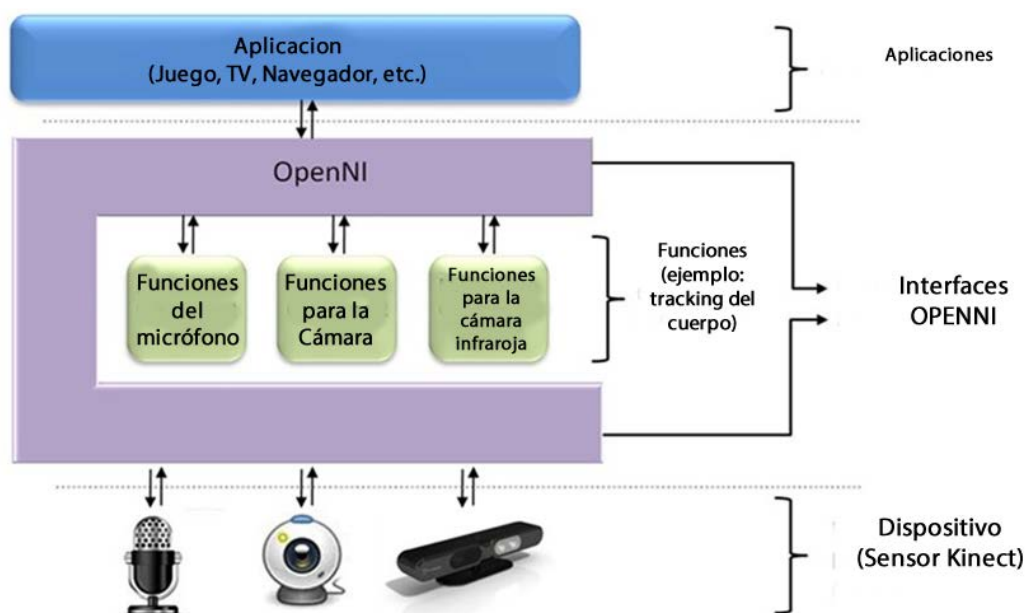 Aplicacion
(Juego, TV, Navegador, etc.)
Aplicaciones
OpenNI
Funciones
del
micrófono
Funciones
para la
Cámara
Funciones
para la
cámara
infraroja
Funciones
(ejemplo:
tracking del
cuerpo)
Interfaces
OPENNI
Dispositivo
(Sensor Kinect)